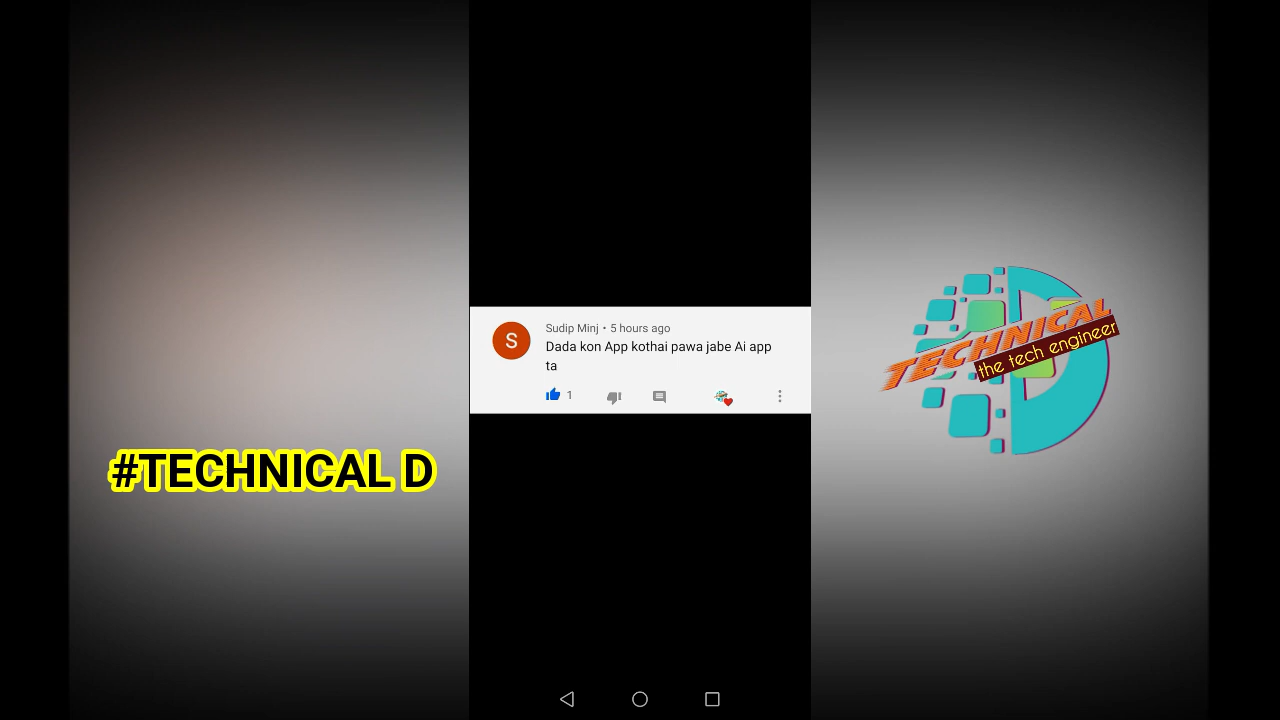 Sudip Minj • 5 hours ago
Dada kon App kothai pawa jabe Ai app
ta
1
S
#TECHNICAL D
TECHNICAL
the tech engineer